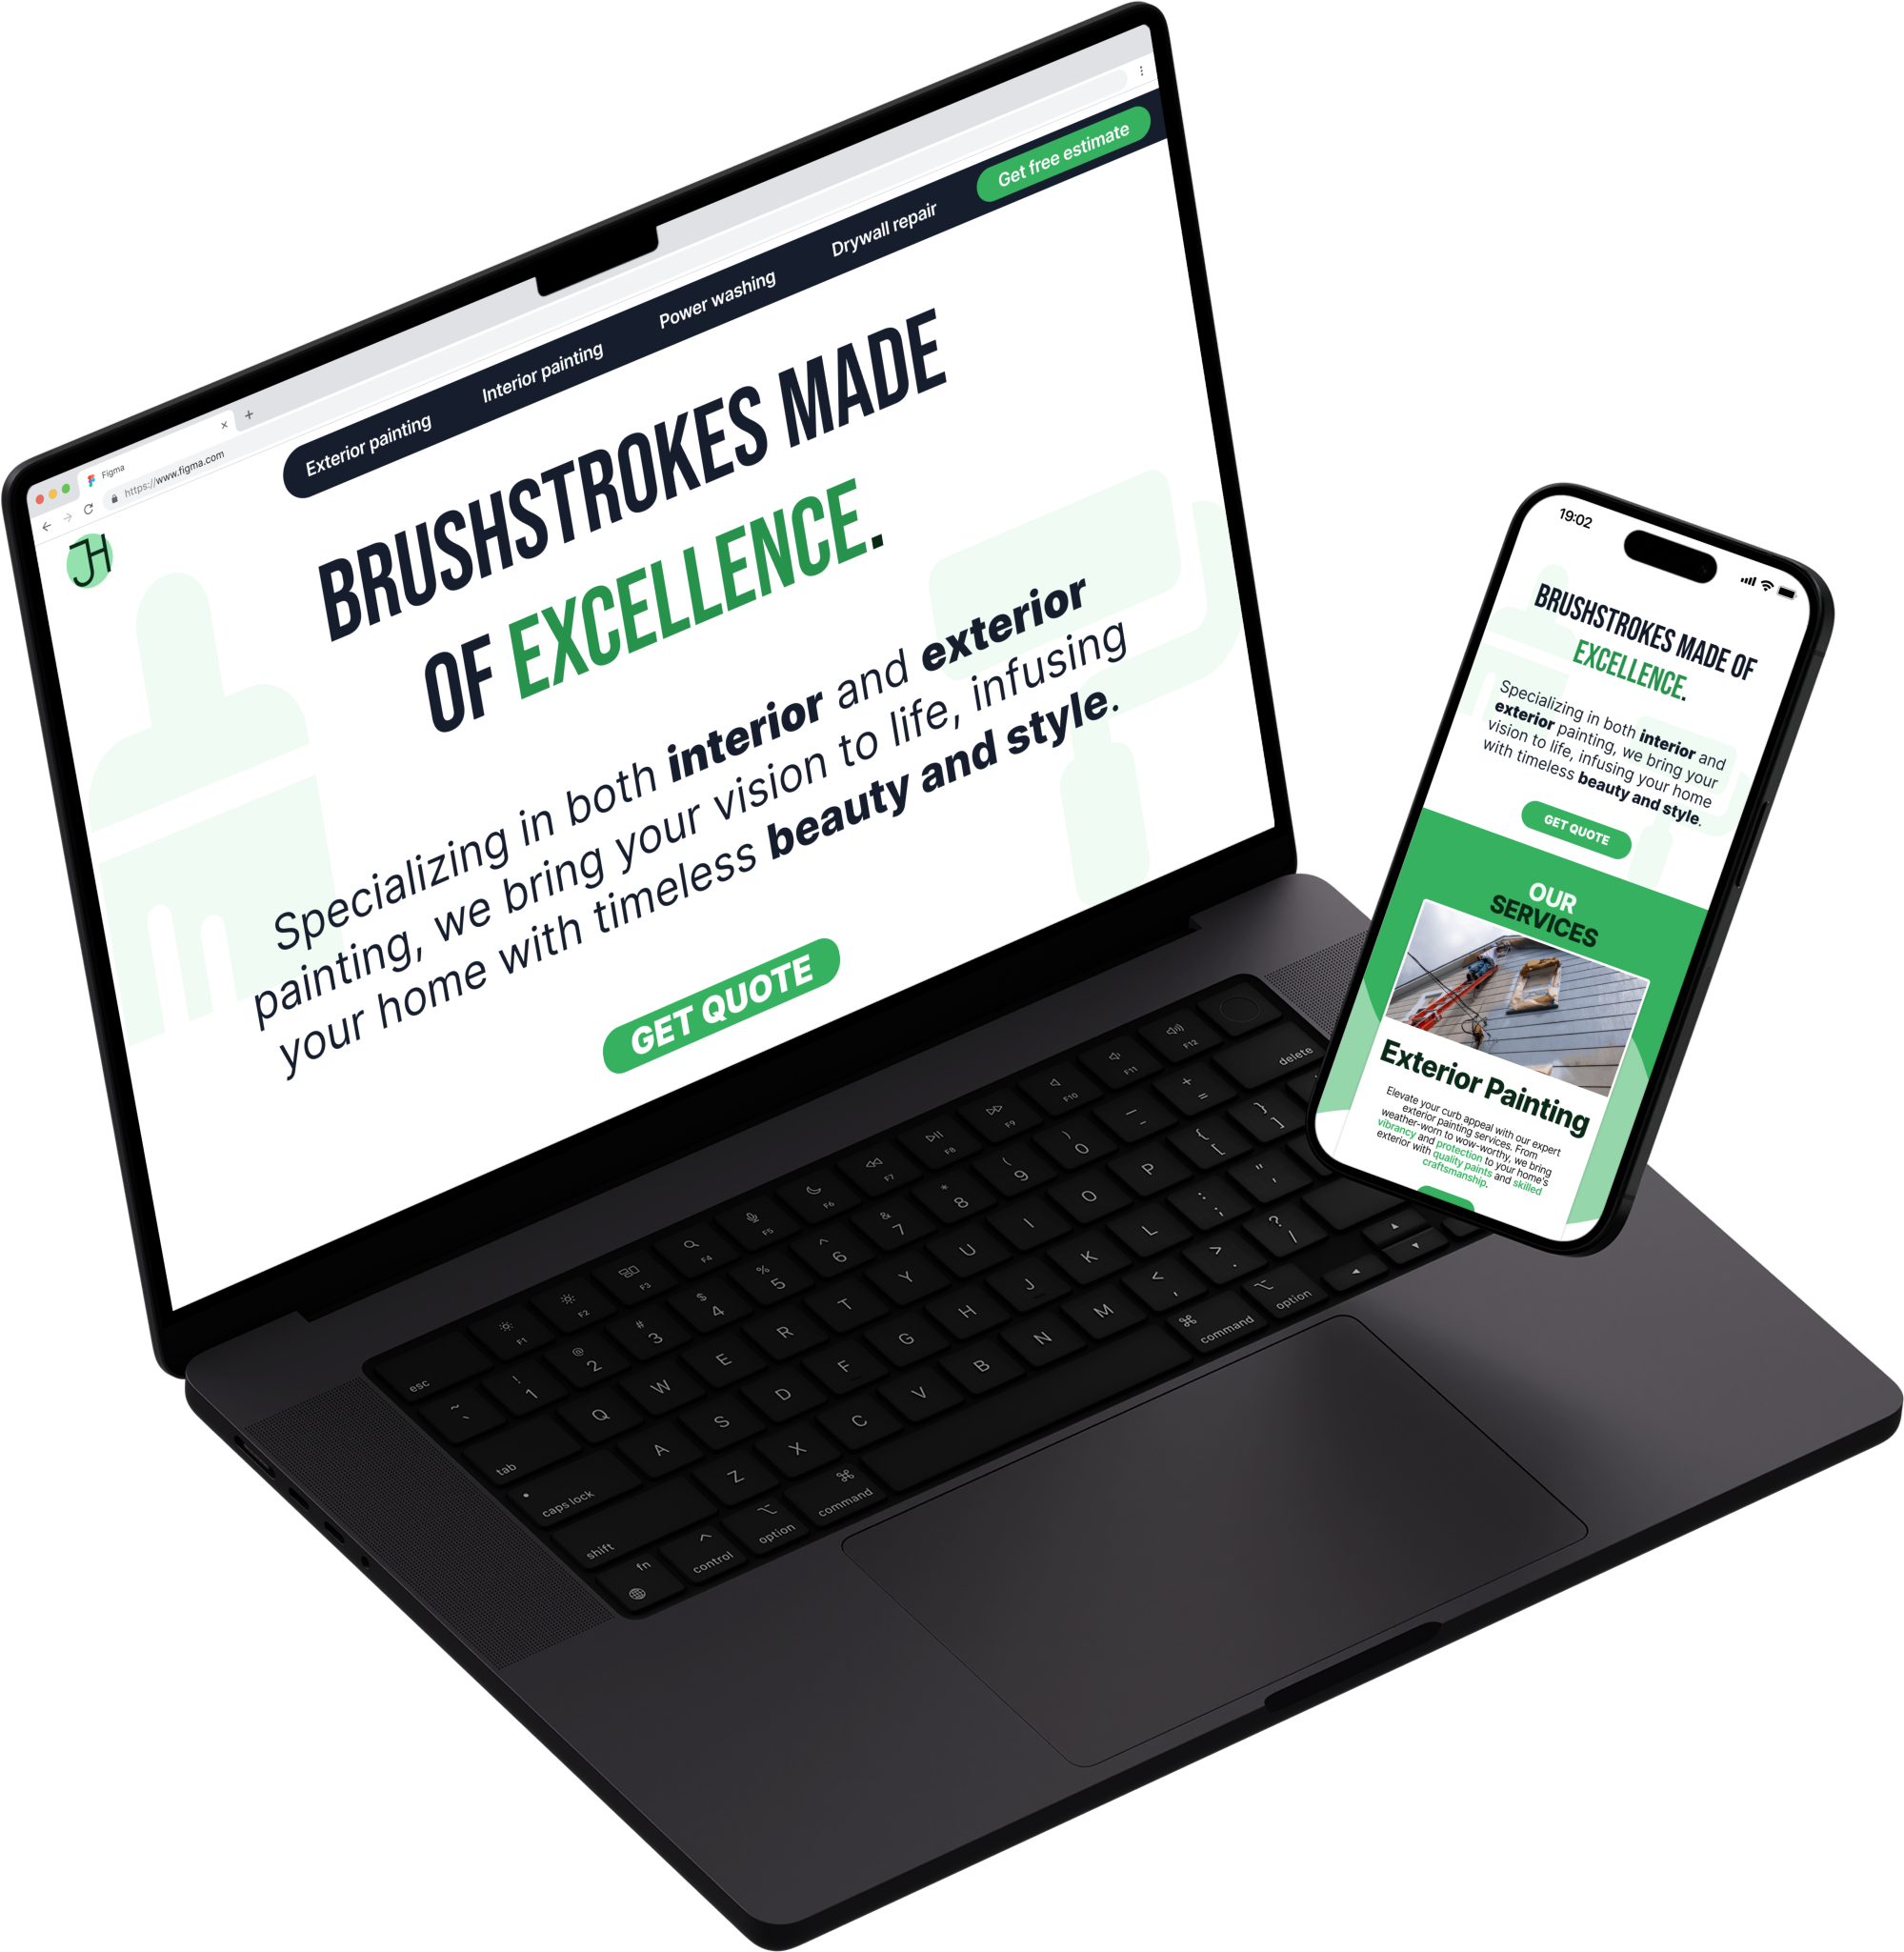 Figma
https://www.figma.com
JH
Exterior painting
Interior painting
Power washing
Drywall repair
Get free estimate
BRUSHSTROKES MADE
OF EXCELLENCE.
Specializing in both interior and exterior
painting, we bring your vision to life, infusing
your home with timeless beauty and style.
GET QUOTE
19:02
BRUSHSTROKES MADE OF
EXCELLENCE.
Specializing in both interior and
exterior painting, we bring your
vision to life, infusing your home
with timeless beauty and style.
GET QUOTE
OUR
SERVICES
Exterior Painting
Elevate your curb appeal with our expert
exterior painting services. From
weather-worn to wow-worthy, we bring
vibrancy and protection to your home's
exterior with quality paints and skilled
craftsmanship.
esc F1 F2 F3 F4 F5 F6 F7 F8 F9 F10 F11 F12
~ ` ! 1 @ 2 # 3 $ 4 % 5 ^ 6 & 7 * 8 ( 9 ) 0 — - + = delete
tab Q W E R T Y U I O P { [ } ]
caps lock A S D F G H J K L : ; " '
shift Z X C V B N M < , > . ? /
fn control option command command option